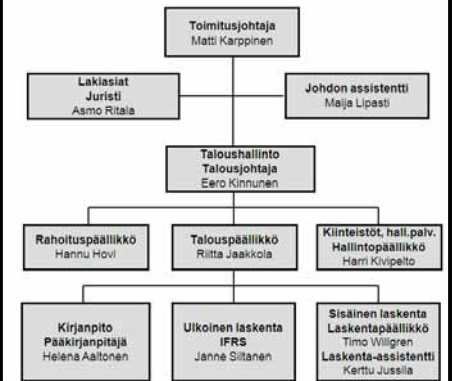 Toimitusjohtaja
Matti Karppinen
Lakiasiat
Juristi
Asmo Ritala
Johdon assistentti
Maija Lipasti
Taloushallinto
Talousjohtaja
Eero Kinnunen
Rahoituspäällikkö
Hannu Hovi
Talouspäällikkö
Riitta Jaakkola
Kiinteistöt, hall.palv.
Hallintopäällikkö
Harri Kivipelto
Kirjanpito
Pääkirjanpitäjä
Helena Aaltonen
Ulkoinen laskenta
IFRS
Janne Siltanen
Sisäinen laskenta
Laskentapäällikkö
Timo Willgren
Laskenta-assistentti
Kerttu Jussila